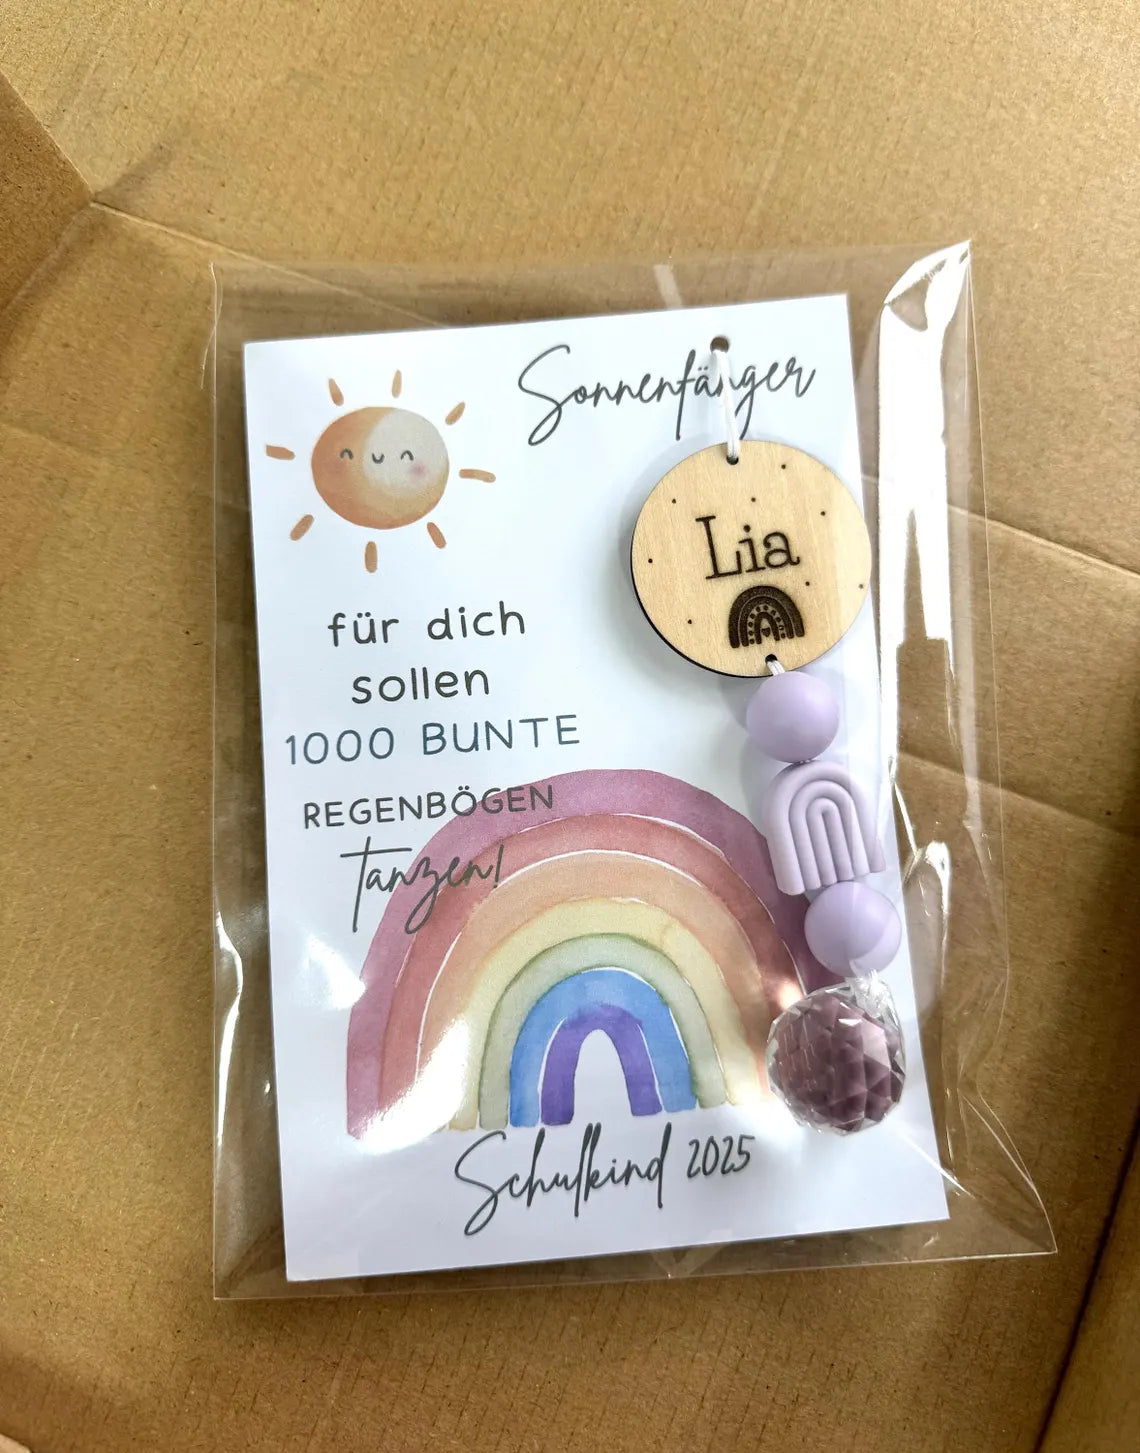 Sonnenfänger
Lia
für dich
sollen
1000 BUNTE
REGENBÖGEN
Tanzen!
Schulkind 2025